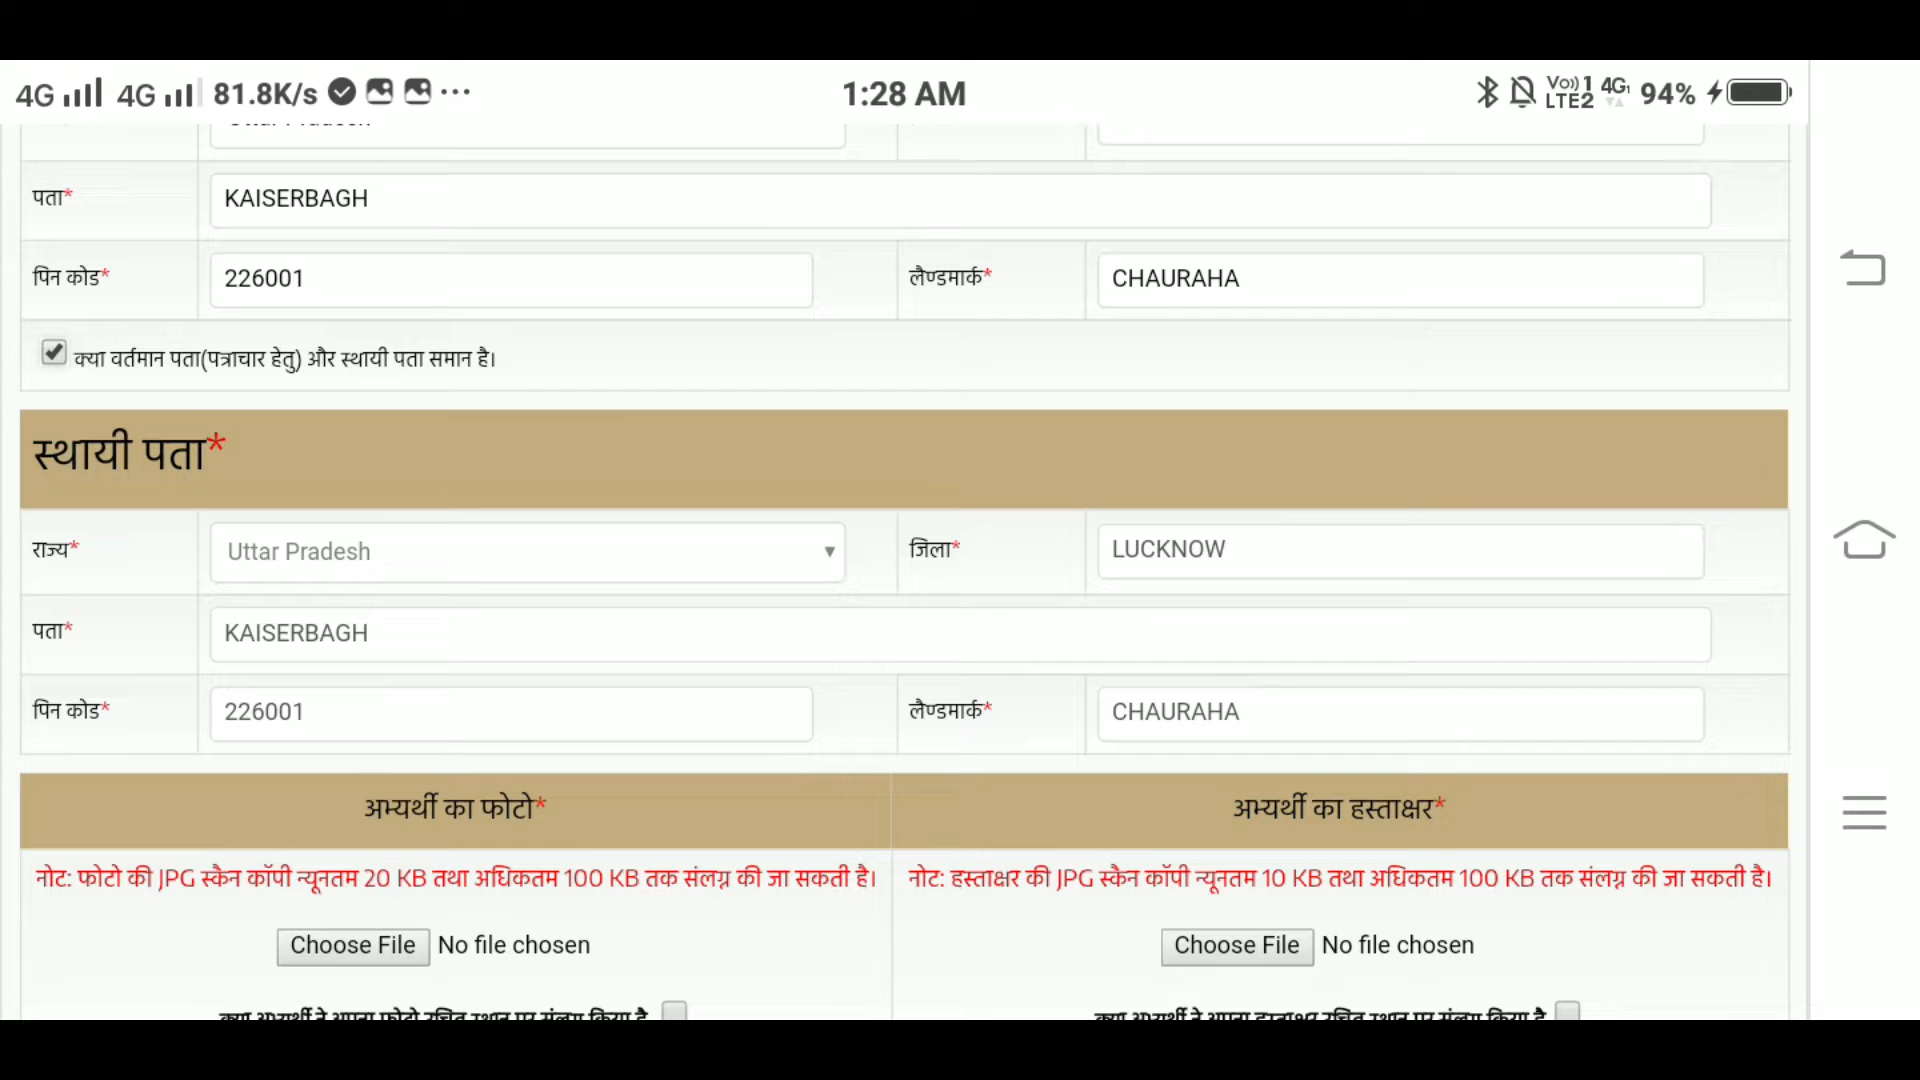 4G 4G 81.8K/s 1:28 AM Vo)) 1 LTE2 4G 94%
पता* KAISERBAGH
पिन कोड* 226001 लैण्डमार्क* CHAURAHA
क्या वर्तमान पता(पत्राचार हेतु) और स्थायी पता समान है।
स्थायी पता*
राज्य* Uttar Pradesh जिला* LUCKNOW
पता* KAISERBAGH
पिन कोड* 226001 लैण्डमार्क* CHAURAHA
अभ्यर्थी का फोटो* अभ्यर्थी का हस्ताक्षर*
नोट: फोटो की JPG स्कैन कॉपी न्यूनतम 20 KB तथा अधिकतम 100 KB तक संलग्न की जा सकती है। नोट: हस्ताक्षर की JPG स्कैन कॉपी न्यूनतम 10 KB तथा अधिकतम 100 KB तक संलग्न की जा सकती है।
Choose File No file chosen Choose File No file chosen